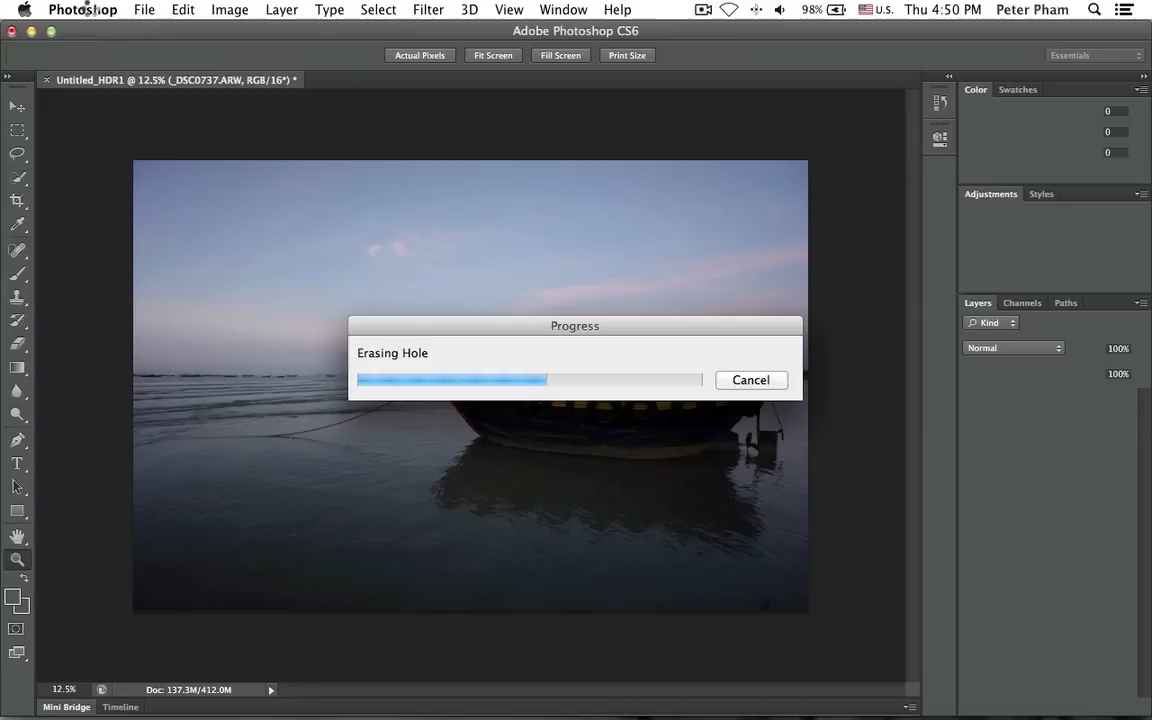 Photoshop File Edit Image Layer Type Select Filter 3D View Window Help 98% U.S. Thu 4:50 PM Peter Pham
Adobe Photoshop CS6
Actual Pixels Fit Screen Fill Screen Print Size Essentials
Untitled_HDR1 @ 12.5% (_DSC0737.ARW, RGB/16*) *
Color Swatches
0
0
0
Adjustments Styles
Layers Channels Paths
Kind
Normal 100%
100%
Progress
Erasing Hole
Cancel
12.5% Doc: 137.3M/412.0M
Mini Bridge Timeline